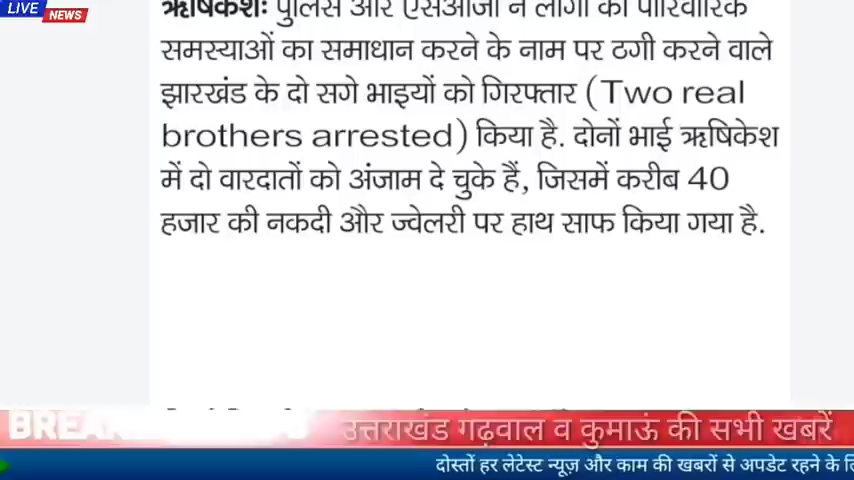 LIVE
NEWS
ऋषिकेशः पुलिस और एसओजी ने लोगों की पारिवारिक
समस्याओं का समाधान करने के नाम पर ठगी करने वाले
झारखंड के दो सगे भाइयों को गिरफ्तार (Two real
brothers arrested) किया है. दोनों भाई ऋषिकेश
में दो वारदातों को अंजाम दे चुके हैं, जिसमें करीब 40
हजार की नकदी और ज्वेलरी पर हाथ साफ किया गया है.
उत्तराखंड गढ़वाल व कुमाऊं की सभी खबरें
दोस्तों हर लेटेस्ट न्यूज़ और काम की खबरों से अपडेट रहने के